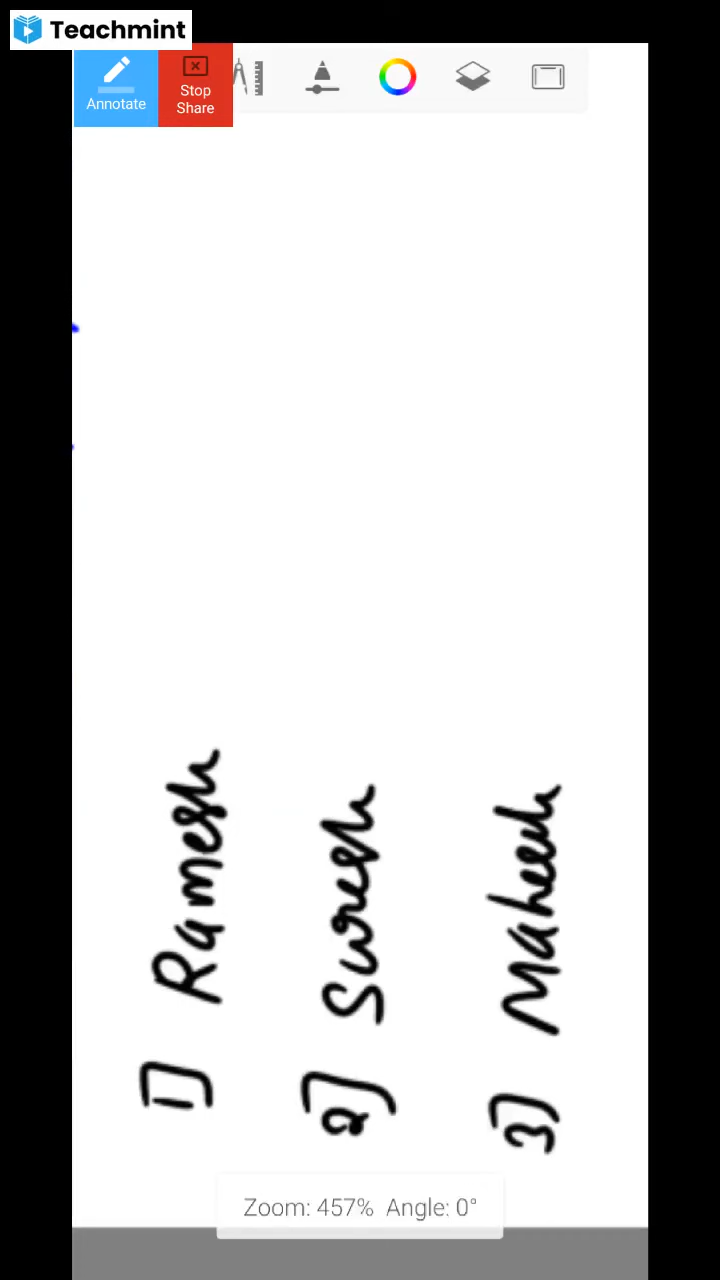 Teachmint
Annotate
Stop
Share
1) Ramesh
2) Suresh
3) Mahesh
Zoom: 457% Angle: 0°